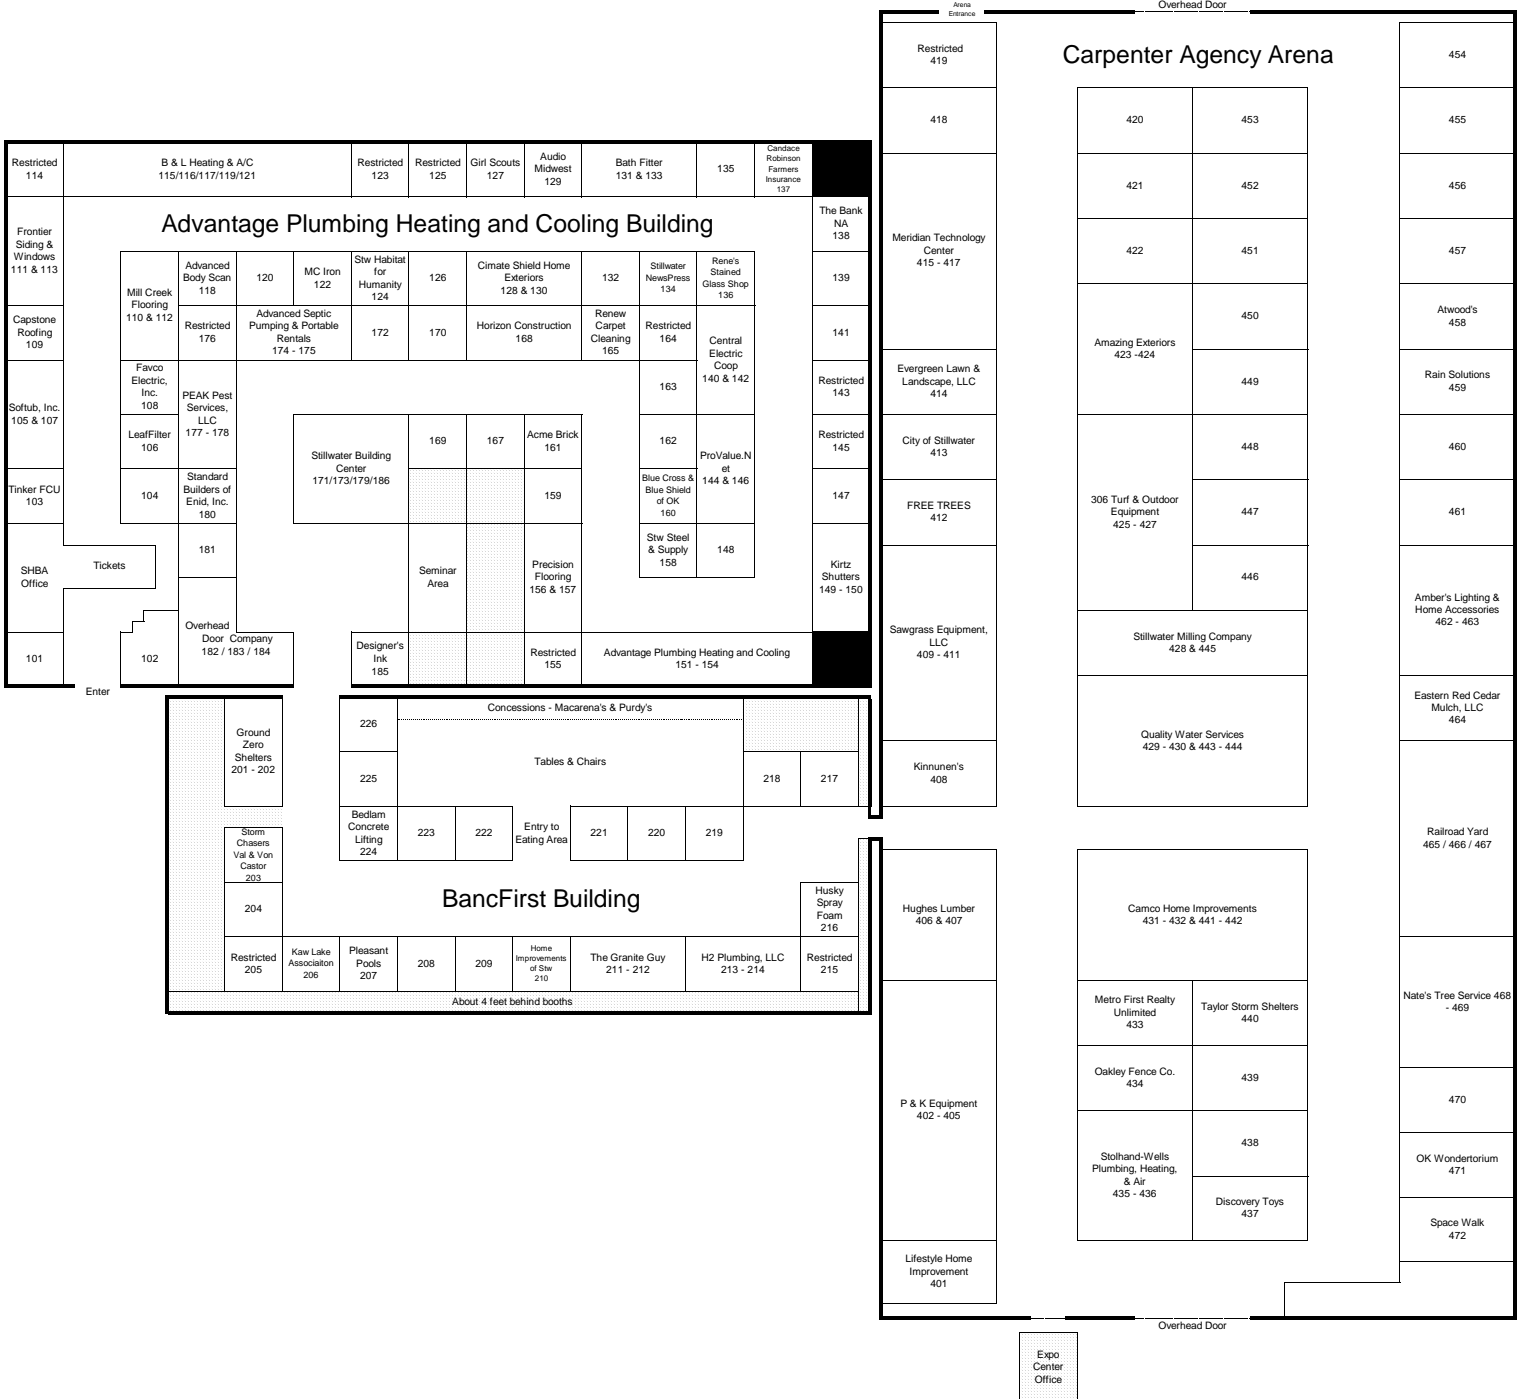 Arena
Entrance
Overhead Door
Carpenter Agency Arena
Restricted
419
418
Meridian Technology
Center
415 - 417
Evergreen Lawn &
Landscape, LLC
414
City of Stillwater
413
FREE TREES
412
Sawgrass Equipment,
LLC
409 - 411
Kinnunen's
408
Hughes Lumber
406 & 407
P & K Equipment
402 - 405
Lifestyle Home
Improvement
401
420
453
421
452
422
451
Amazing Exteriors
423 -424
450
449
306 Turf & Outdoor
Equipment
425 - 427
448
447
446
Stillwater Milling Company
428 & 445
Quality Water Services
429 - 430 & 443 - 444
Camco Home Improvements
431 - 432 & 441 - 442
Metro First Realty
Unlimited
433
Taylor Storm Shelters
440
Oakley Fence Co.
434
439
Stolhand-Wells
Plumbing, Heating,
& Air
435 - 436
438
Discovery Toys
437
454
455
456
457
Atwood's
458
Rain Solutions
459
460
461
Amber's Lighting &
Home Accessories
462 - 463
Eastern Red Cedar
Mulch, LLC
464
Railroad Yard
465 / 466 / 467
Nate's Tree Service 468
- 469
470
OK Wondertorium
471
Space Walk
472
Overhead Door
Expo
Center
Office
Restricted
114
B & L Heating & A/C
115/116/117/119/121
Restricted
123
Restricted
125
Girl Scouts
127
Audio
Midwest
129
Bath Fitter
131 & 133
135
Candace
Robinson
Farmers
Insurance
137
Advantage Plumbing Heating and Cooling Building
Frontier
Siding &
Windows
111 & 113
Capstone
Roofing
109
Softub, Inc.
105 & 107
Tinker FCU
103
SHBA
Office
Tickets
101
Enter
102
Mill Creek
Flooring
110 & 112
Advanced
Body Scan
118
120
MC Iron
122
Stw Habitat
for
Humanity
124
126
Cimate Shield Home
Exteriors
128 & 130
132
Stillwater
NewsPress
134
Rene's
Stained
Glass Shop
136
Restricted
176
Advanced Septic
Pumping & Portable
Rentals
174 - 175
172
170
Horizon Construction
168
Renew
Carpet
Cleaning
165
Restricted
164
Central
Electric
Coop
140 & 142
Favco
Electric,
Inc.
108
PEAK Pest
Services,
LLC
177 - 178
LeafFilter
106
104
Standard
Builders of
Enid, Inc.
180
181
Overhead
Door  Company
182 / 183 / 184
Stillwater Building
Center
171/173/179/186
169
167
Acme Brick
161
159
Seminar
Area
Precision
Flooring
156 & 157
163
162
Blue Cross &
Blue Shield
of OK
160
ProValue.N
et
144 & 146
Stw Steel
& Supply
158
148
Designer's
Ink
185
Restricted
155
Advantage Plumbing Heating and Cooling
151 - 154
The Bank
NA
138
139
141
Restricted
143
Restricted
145
147
Kirtz
Shutters
149 - 150
Ground
Zero
Shelters
201 - 202
226
Concessions - Macarena's & Purdy's
Tables & Chairs
225
218
217
Bedlam
Concrete
Lifting
224
223
222
Entry to
Eating Area
221
220
219
Storm
Chasers
Val & Von
Castor
203
204
BancFirst Building
Husky
Spray
Foam
216
Restricted
205
Kaw Lake
Associaiton
206
Pleasant
Pools
207
208
209
Home
Improvements
of Stw
210
The Granite Guy
211 - 212
H2 Plumbing, LLC
213 - 214
Restricted
215
About 4 feet behind booths